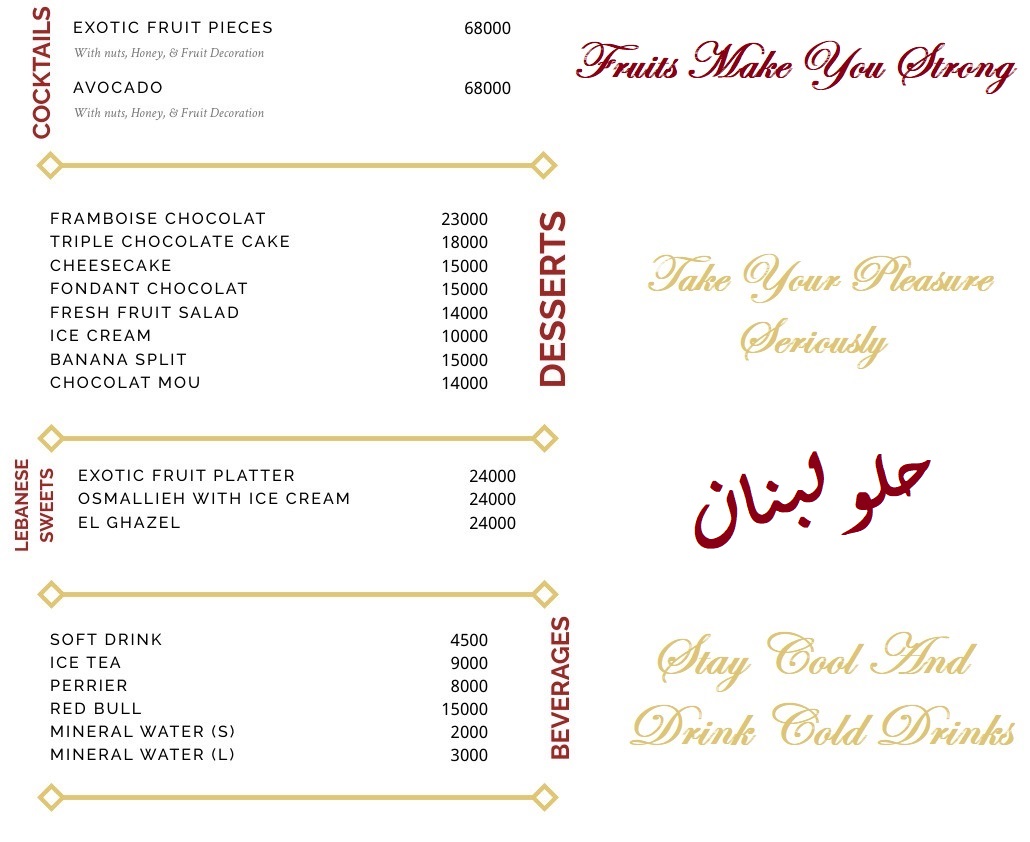 COCKTAILS
EXOTIC FRUIT PIECES 68000
With nuts, Honey, & Fruit Decoration
AVOCADO 68000
With nuts, Honey, & Fruit Decoration
Fruits Make You Strong
DESSERTS
FRAMBOISE CHOCOLAT 23000
TRIPLE CHOCOLATE CAKE 18000
CHEESECAKE 15000
FONDANT CHOCOLAT 15000
FRESH FRUIT SALAD 14000
ICE CREAM 10000
BANANA SPLIT 15000
CHOCOLAT MOU 14000
Take Your Pleasure
Seriously
LEBANESE
SWEETS
EXOTIC FRUIT PLATTER 24000
OSMALLIEH WITH ICE CREAM 24000
EL GHAZEL 24000
حلو لبنان
BEVERAGES
SOFT DRINK 4500
ICE TEA 9000
PERRIER 8000
RED BULL 15000
MINERAL WATER (S) 2000
MINERAL WATER (L) 3000
Stay Cool And
Drink Cold Drinks